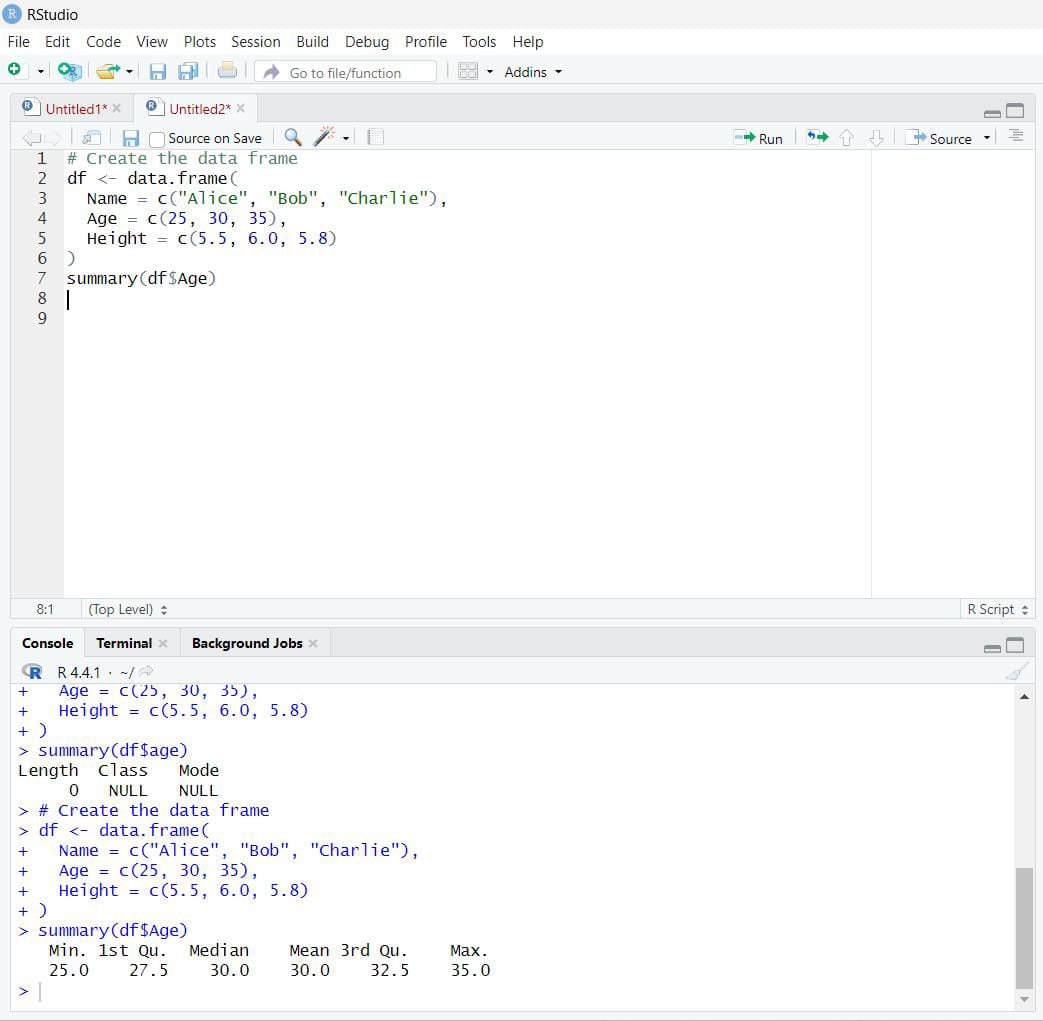 R RStudio
File Edit Code View Plots Session Build Debug Profile Tools Help
R Go to file/function Addins
R Untitled1* R Untitled2*
Source on Save Run Source
1 # Create the data frame
2 df <- data.frame(
3   Name = c("Alice", "Bob", "Charlie"),
4   Age = c(25, 30, 35),
5   Height = c(5.5, 6.0, 5.8)
6 )
7 summary(df$Age)
8
9
8:1 (Top Level) R Script
Console Terminal Background Jobs
R R 4.4.1 · ~/
+   Age = c(25, 30, 35),
+   Height = c(5.5, 6.0, 5.8)
+ )
> summary(df$age)
Length  Class   Mode
     0   NULL   NULL
> # Create the data frame
> df <- data.frame(
+   Name = c("Alice", "Bob", "Charlie"),
+   Age = c(25, 30, 35),
+   Height = c(5.5, 6.0, 5.8)
+ )
> summary(df$Age)
   Min. 1st Qu.  Median    Mean 3rd Qu.    Max.
   25.0    27.5    30.0    30.0    32.5    35.0
>